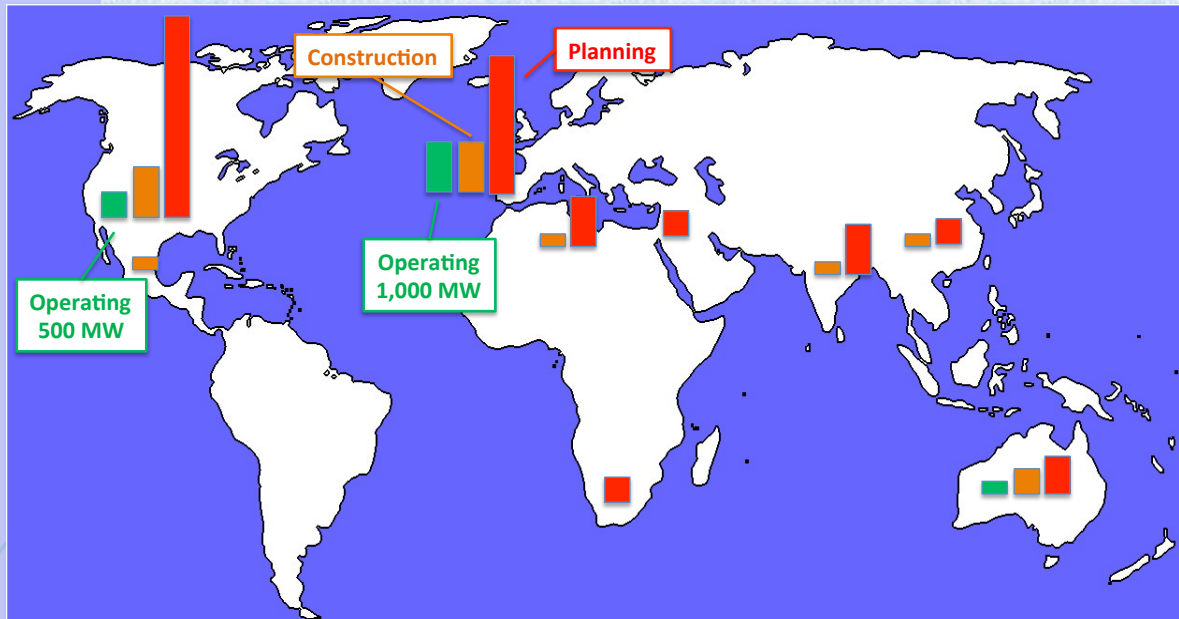 Construction
Planning
Operating
1,000 MW
Operating
500 MW